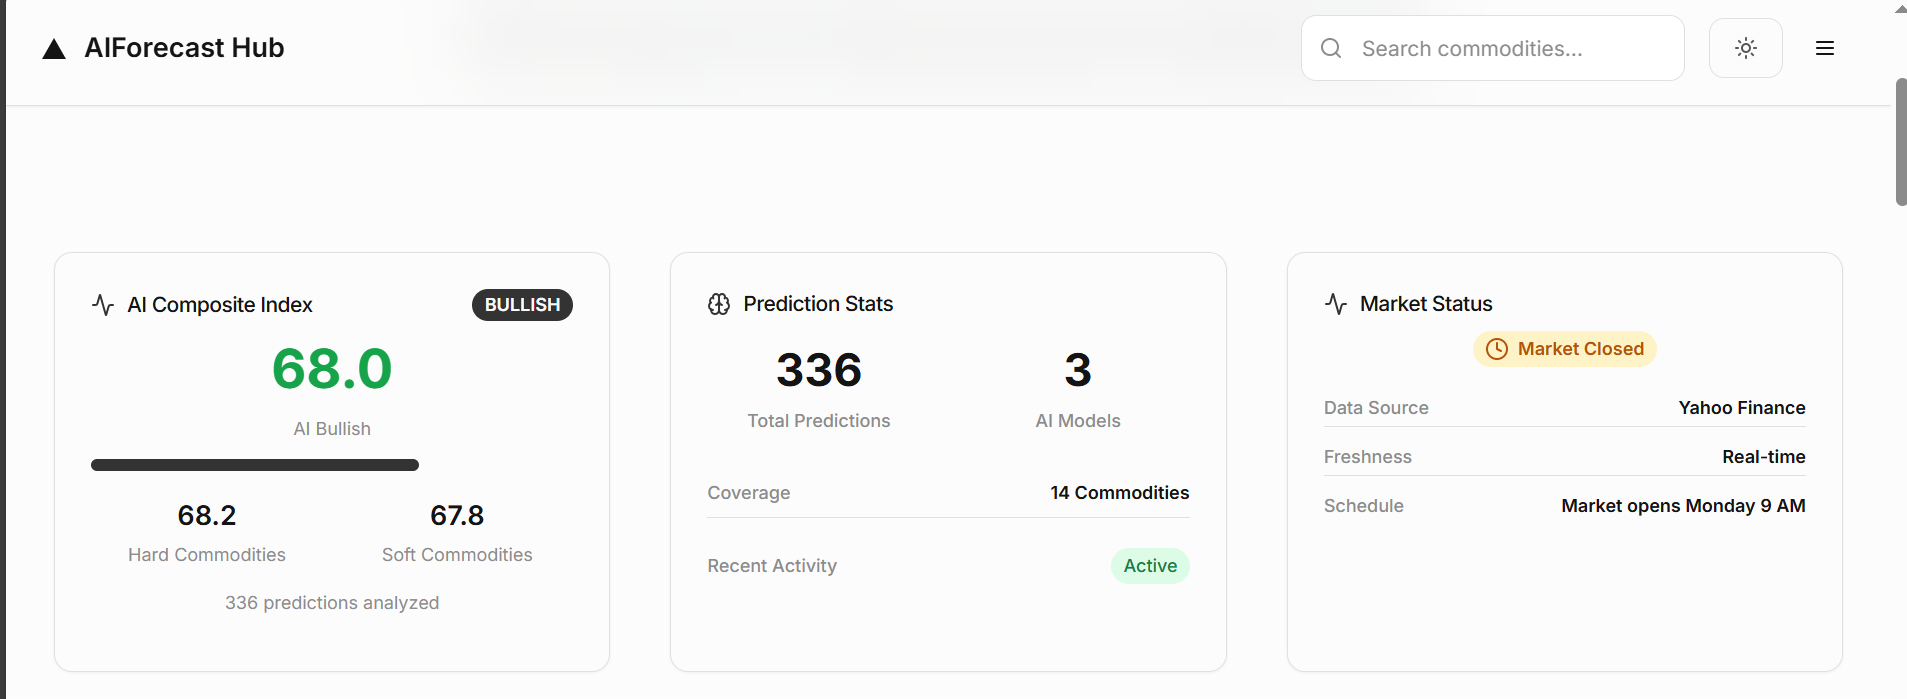 AIForecast Hub
Search commodities...
AI Composite Index
BULLISH
68.0
AI Bullish
68.2
67.8
Hard Commodities
Soft Commodities
336 predictions analyzed
Prediction Stats
336
3
Total Predictions
AI Models
Coverage
14 Commodities
Recent Activity
Active
Market Status
Market Closed
Data Source
Yahoo Finance
Freshness
Real-time
Schedule
Market opens Monday 9 AM